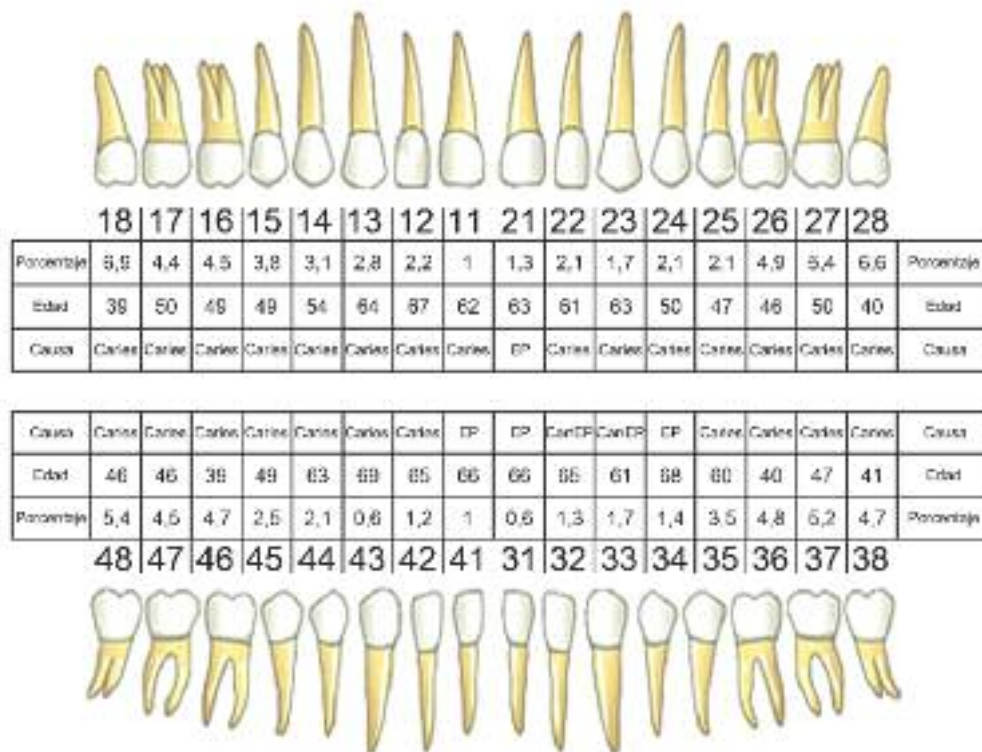 18 17 16 15 14 13 12 11 21 22 23 24 25 26 27 28
Porcentaje 6,9 4,4 4,5 3,8 3,1 2,8 2,2 1 1,3 2,1 1,7 2,1 2,1 4,9 5,4 6,6 Porcentaje
Edad 39 50 49 49 54 64 67 62 63 61 63 50 47 46 50 40 Edad
Causa Caries Caries Caries Caries Caries Caries Caries Caries EP Caries Caries Caries Caries Caries Caries Caries Causa
Causa Caries Caries Caries Caries Caries Caries Caries EP EP Cari/EP Cari/EP EP Caries Caries Caries Caries Causa
Edad 46 46 39 49 63 69 65 66 66 65 61 68 60 40 47 41 Edad
Porcentaje 5,4 4,5 4,7 2,5 2,1 0,6 1,2 1 0,6 1,3 1,7 1,4 3,5 4,8 5,2 4,7 Porcentaje
48 47 46 45 44 43 42 41 31 32 33 34 35 36 37 38